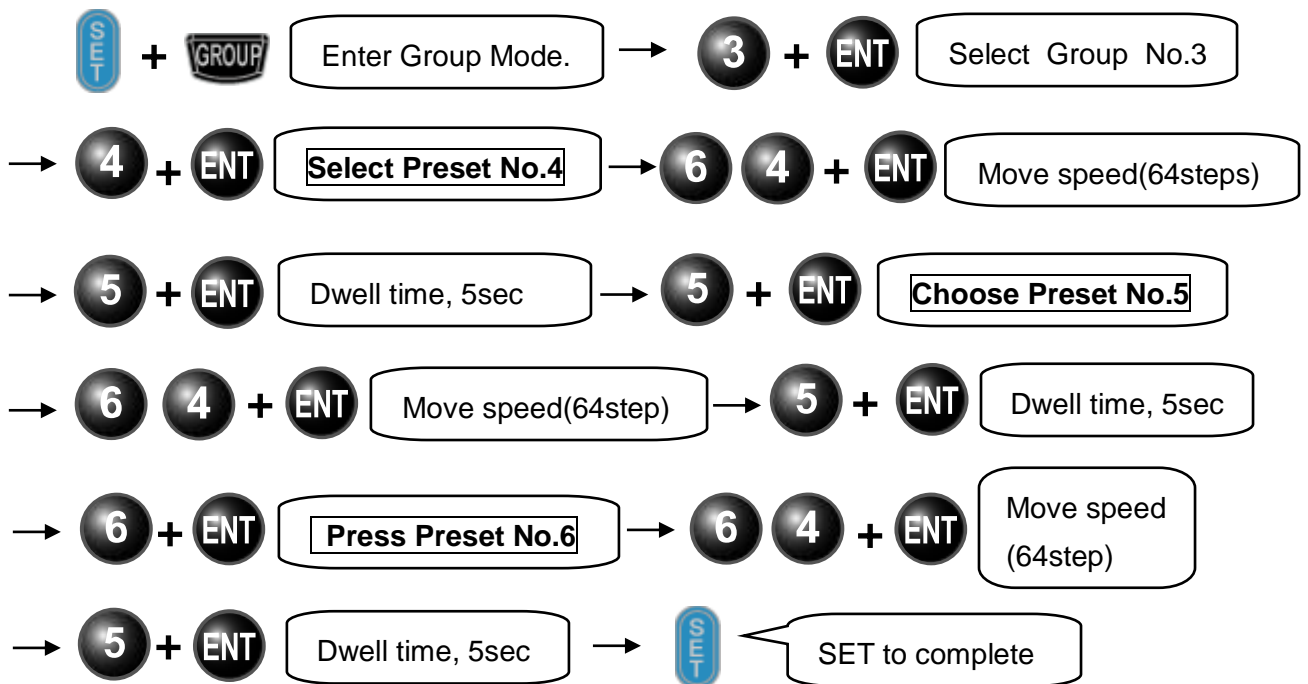 SET + GROUP Enter Group Mode. → 3 + ENT Select Group No.3
→ 4 + ENT Select Preset No.4 → 6 4 + ENT Move speed(64steps)
→ 5 + ENT Dwell time, 5sec → 5 + ENT Choose Preset No.5
→ 6 4 + ENT Move speed(64step) → 5 + ENT Dwell time, 5sec
→ 6 + ENT Press Preset No.6 → 6 4 + ENT Move speed
(64step)
→ 5 + ENT Dwell time, 5sec → SET SET to complete